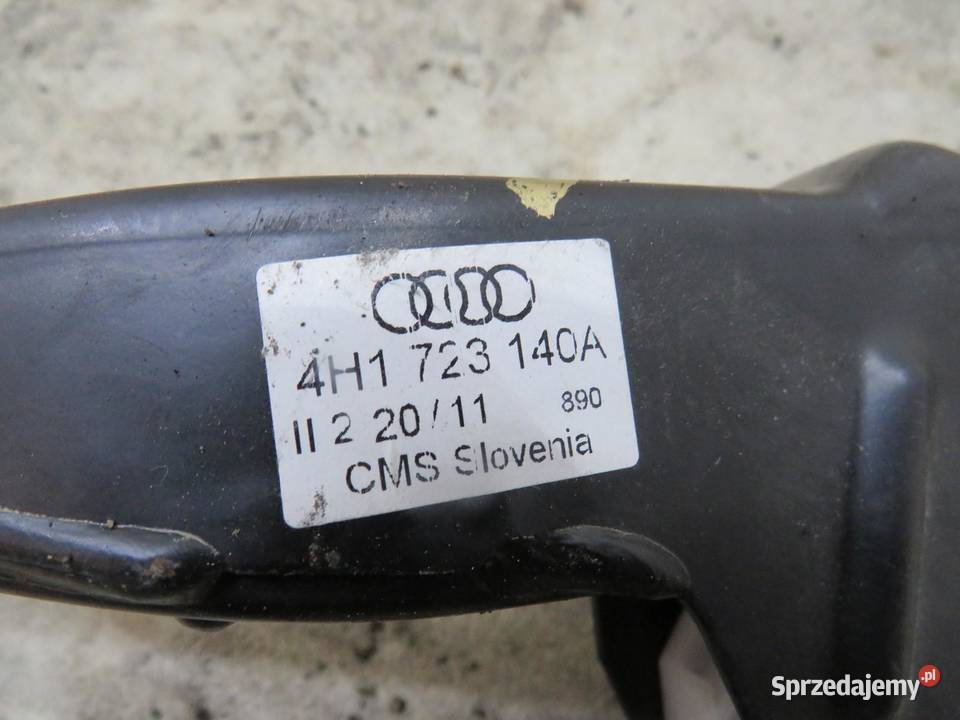 4H1 723 140A
II 2 20/11 890
CMS Slovenia
Sprzedajemy.pl